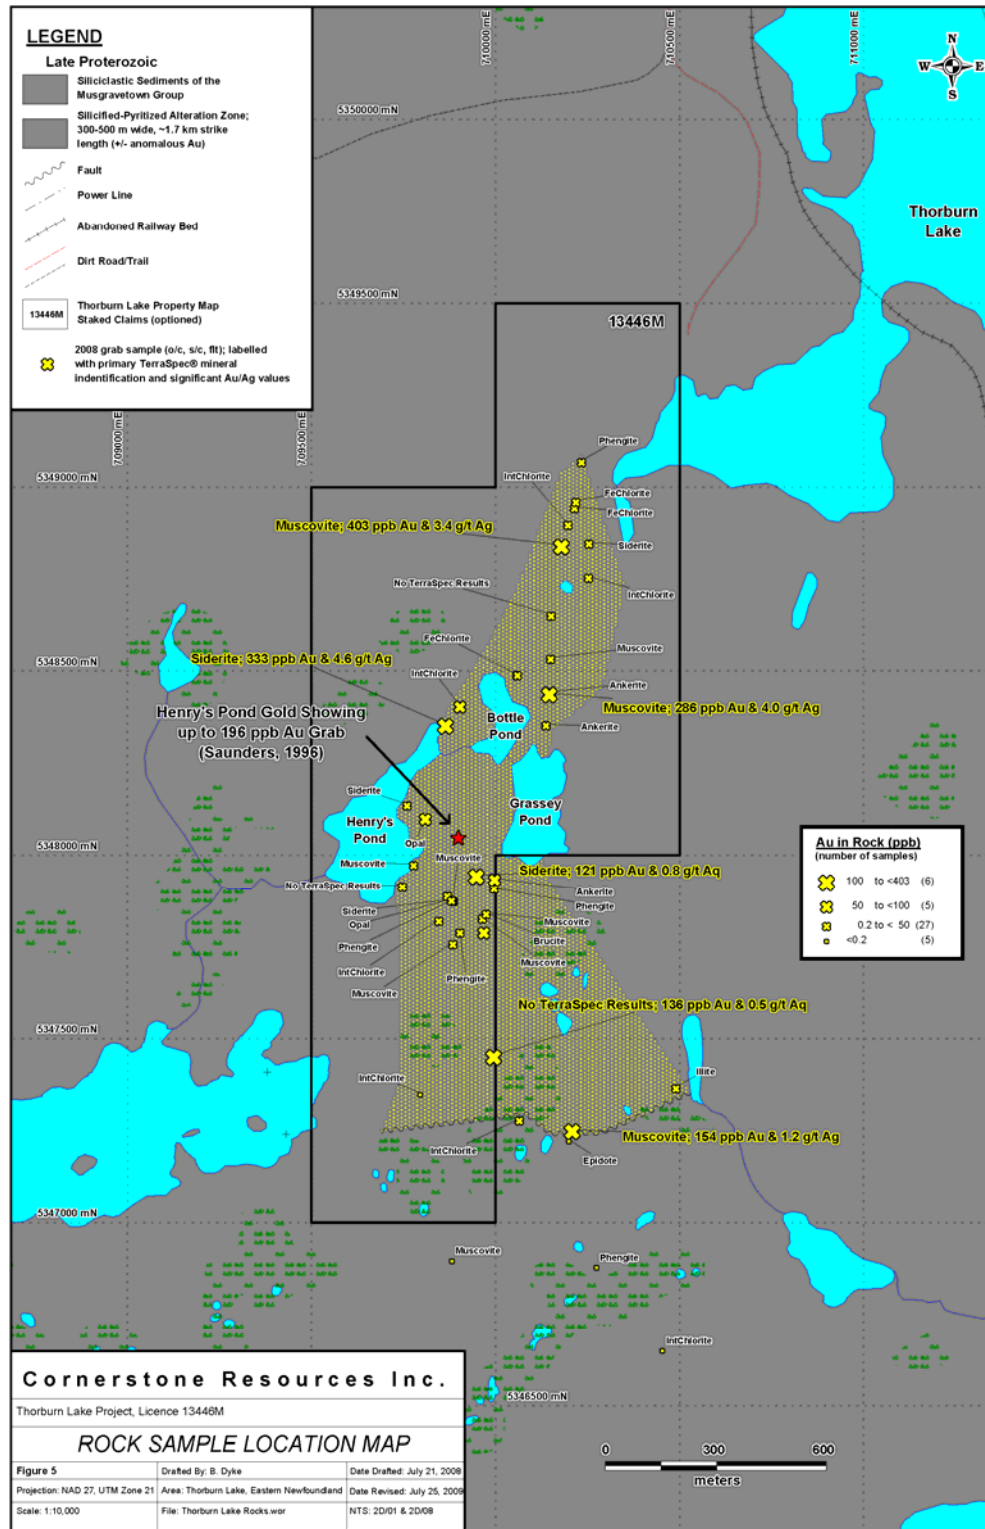 LEGEND
Late Proterozoic
Siliciclastic Sediments of the
Musgravetown Group
Silicified-Pyritized Alteration Zone;
300-500 m wide, ~1.7 km strike
length (+/- anomalous Au)
Fault
Power Line
Abandoned Railway Bed
Dirt Road/Trail
13446M
Thorburn Lake Property Map
Staked Claims (optioned)
2008 grab sample (o/c, s/c, flt); labelled
with primary TerraSpec® mineral
indentification and significant Au/Ag values
710000 mE
710500 mE
711000 mE
N
W E
S
5350000 mN
Thorburn
Lake
5349500 mN
13446M
709000 mE
709500 mE
Phengite
5349000 mN
IntChlorite
FeChlorite
FeChlorite
Muscovite; 403 ppb Au & 3.4 g/t Ag
Siderite
No TerraSpec Results
IntChlorite
FeChlorite
Muscovite
5348500 mN
Siderite; 333 ppb Au & 4.6 g/t Ag
IntChlorite
Ankerite
Muscovite; 286 ppb Au & 4.0 g/t Ag
Henry's Pond Gold Showing
up to 196 ppb Au Grab
(Saunders, 1996)
Bottle
Pond
Ankerite
Siderite
Grassey
Pond
Henry's
Pond
Opal
5348000 mN
Muscovite
Muscovite
Siderite; 121 ppb Au & 0.8 g/t Aq
No TerraSpec Results
Ankerite
Siderite
Phengite
Opal
Muscovite
Phengite
Brucite
IntChlorite
Muscovite
Muscovite
Phengite
Au in Rock (ppb)
(number of samples)
100 to <403 (6)
50 to <100 (5)
0.2 to < 50 (27)
<0.2 (5)
No TerraSpec Results; 136 ppb Au & 0.5 g/t Aq
5347500 mN
IntChlorite
Illite
Muscovite; 154 ppb Au & 1.2 g/t Ag
IntChlorite
Epidote
5347000 mN
Muscovite
Phengite
IntChlorite
5346500 mN
Cornerstone Resources Inc.
Thorburn Lake Project, Licence 13446M
ROCK SAMPLE LOCATION MAP
Figure 5
Drafted By: B. Dyke
Date Drafted: July 21, 2008
Projection: NAD 27, UTM Zone 21
Area: Thorburn Lake, Eastern Newfoundland
Date Revised: July 25, 2009
Scale: 1:10,000
File: Thorburn Lake Rocks.wor
NTS: 2D/01 & 2D/08
0 300 600
meters